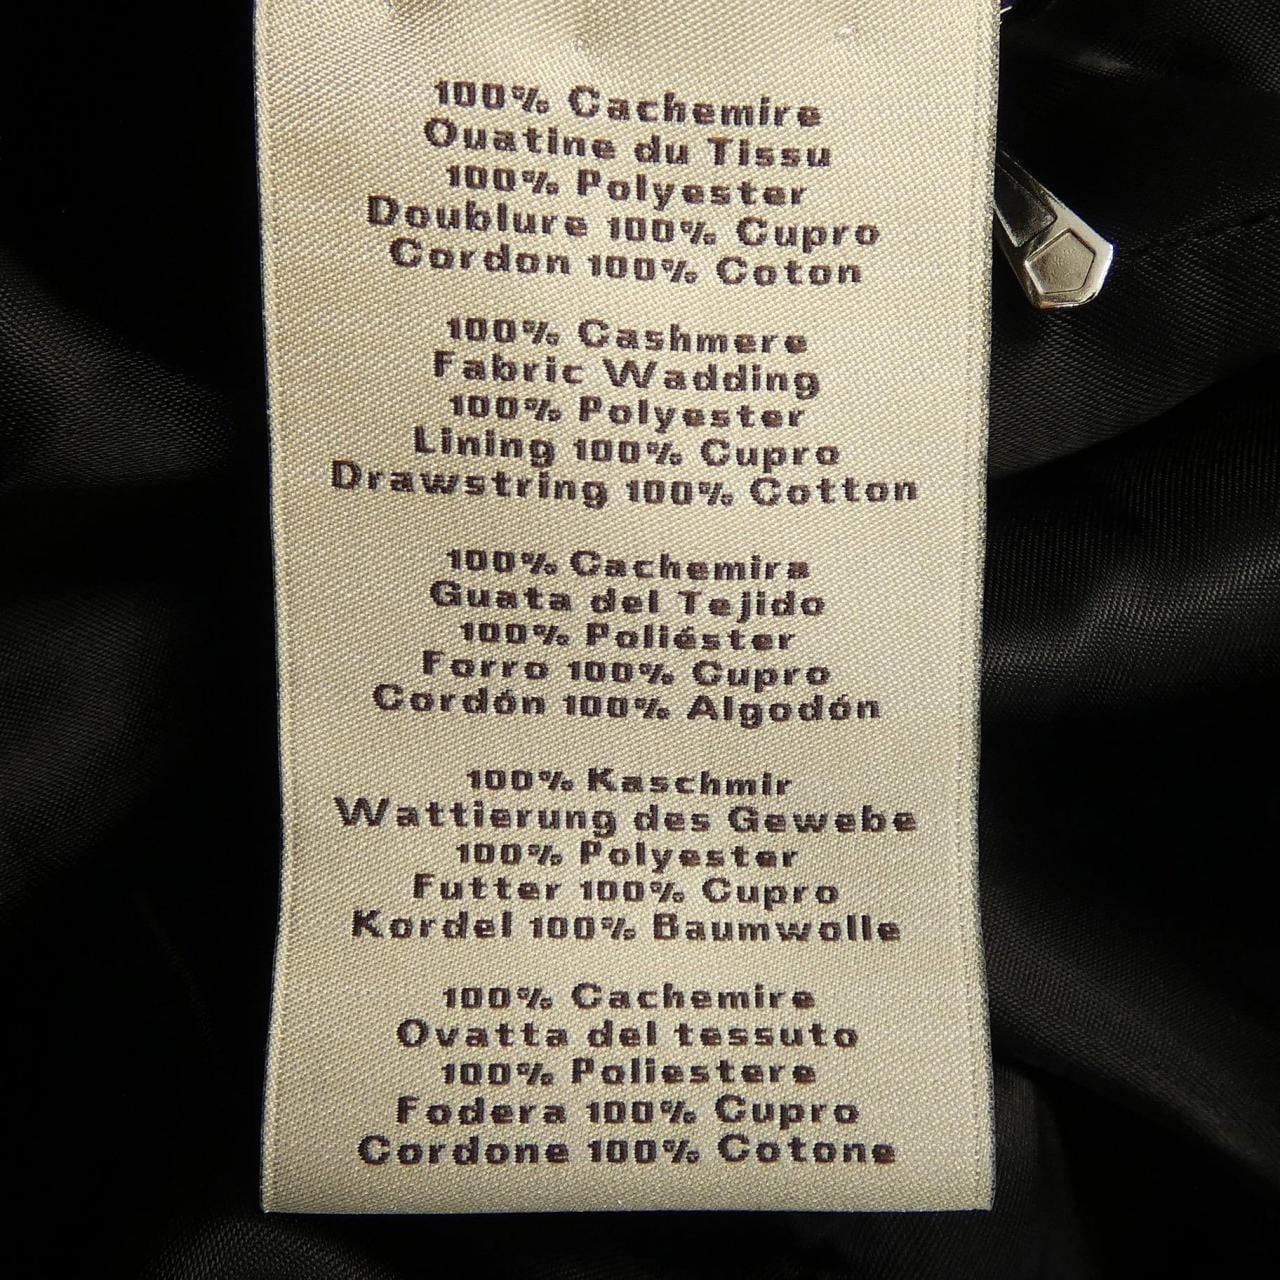 100% Cachemire
Ouatine du Tissu
100% Polyester
Doublure 100% Cupro
Cordon 100% Coton
100% Cashmere
Fabric Wadding
100% Polyester
Lining 100% Cupro
Drawstring 100% Cotton
100% Cachemira
Guata del Tejido
100% Poliéster
Forro 100% Cupro
Cordón 100% Algodón
100% Kaschmir
Wattierung des Gewebe
100% Polyester
Futter 100% Cupro
Kordel 100% Baumwolle
100% Cachemire
Ovatta del tessuto
100% Poliestere
Fodera 100% Cupro
Cordone 100% Cotone